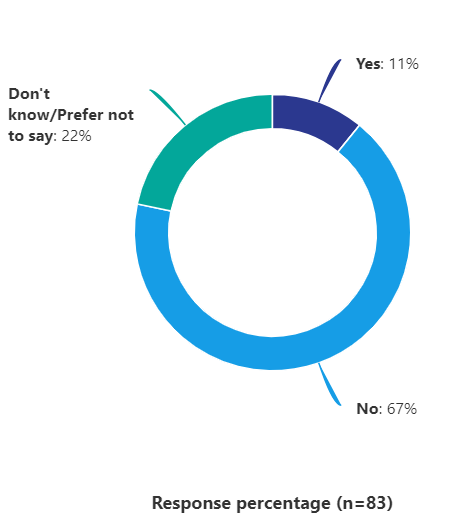 Yes: 11%
Don't
know/Prefer not
to say: 22%
No: 67%
Response percentage (n=83)